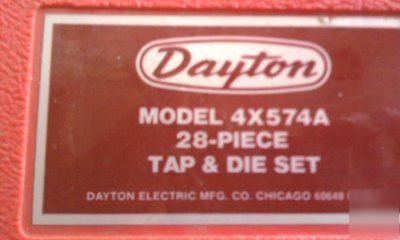 Dayton
MODEL 4X574A
28-PIECE
TAP & DIE SET
DAYTON ELECTRIC MFG. CO. CHICAGO 60648